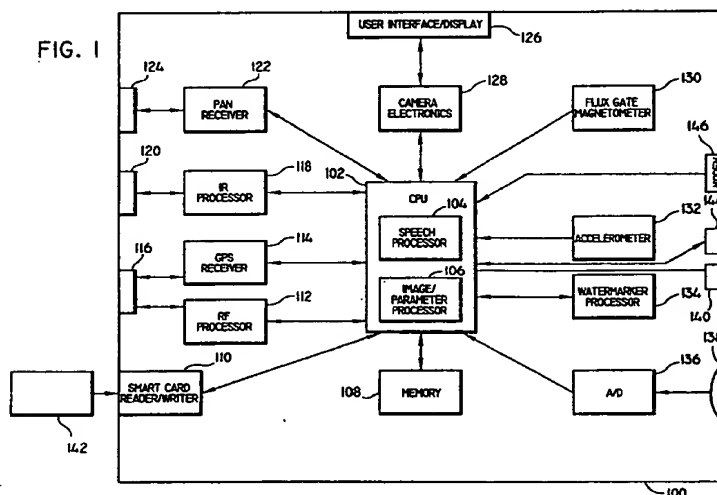 USER INTERFACE/DISPLAY
126
FIG. 1
124
122
PAN
RECEIVER
128
CAMERA
ELECTRONICS
130
FLUX GATE
MAGNETOMETER
146
120
118
IR
PROCESSOR
102
CPU
104
SPEECH
PROCESSOR
132
ACCELEROMETER
116
114
GPS
RECEIVER
106
IMAGE/
PARAMETER
PROCESSOR
140
112
RF
PROCESSOR
WATERMARKER
PROCESSOR
134
110
SMART CARD
READER/WRITER
142
108
MEMORY
136
A/D
100